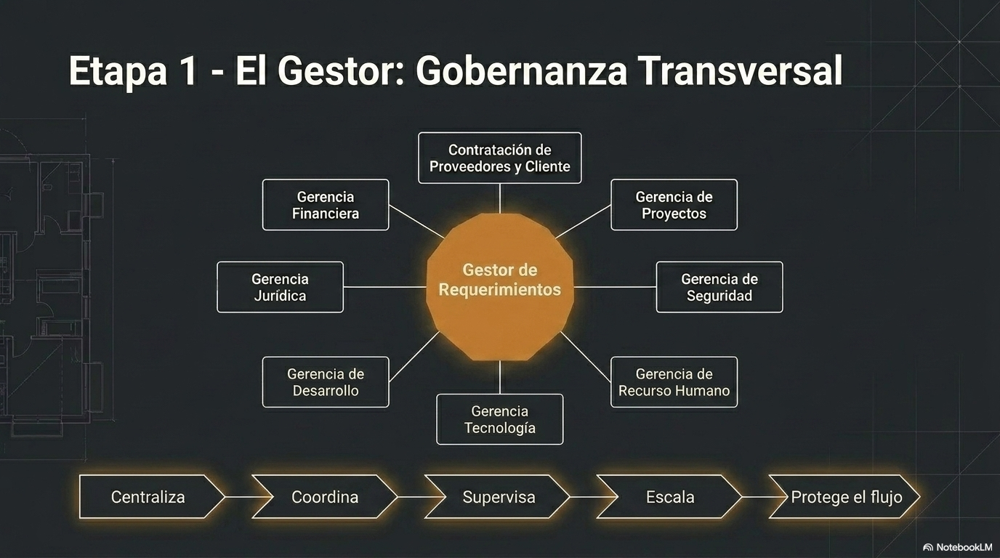 Etapa 1 - El Gestor: Gobernanza Transversal
Contratación de
Proveedores y Cliente
Gerencia
Financiera
Gerencia de
Proyectos
Gestor de
Requerimientos
Gerencia
Jurídica
Gerencia de
Seguridad
Gerencia de
Desarrollo
Gerencia de
Recurso Humano
Gerencia
Tecnología
Centraliza
Coordina
Supervisa
Escala
Protege el flujo
NotebookLM